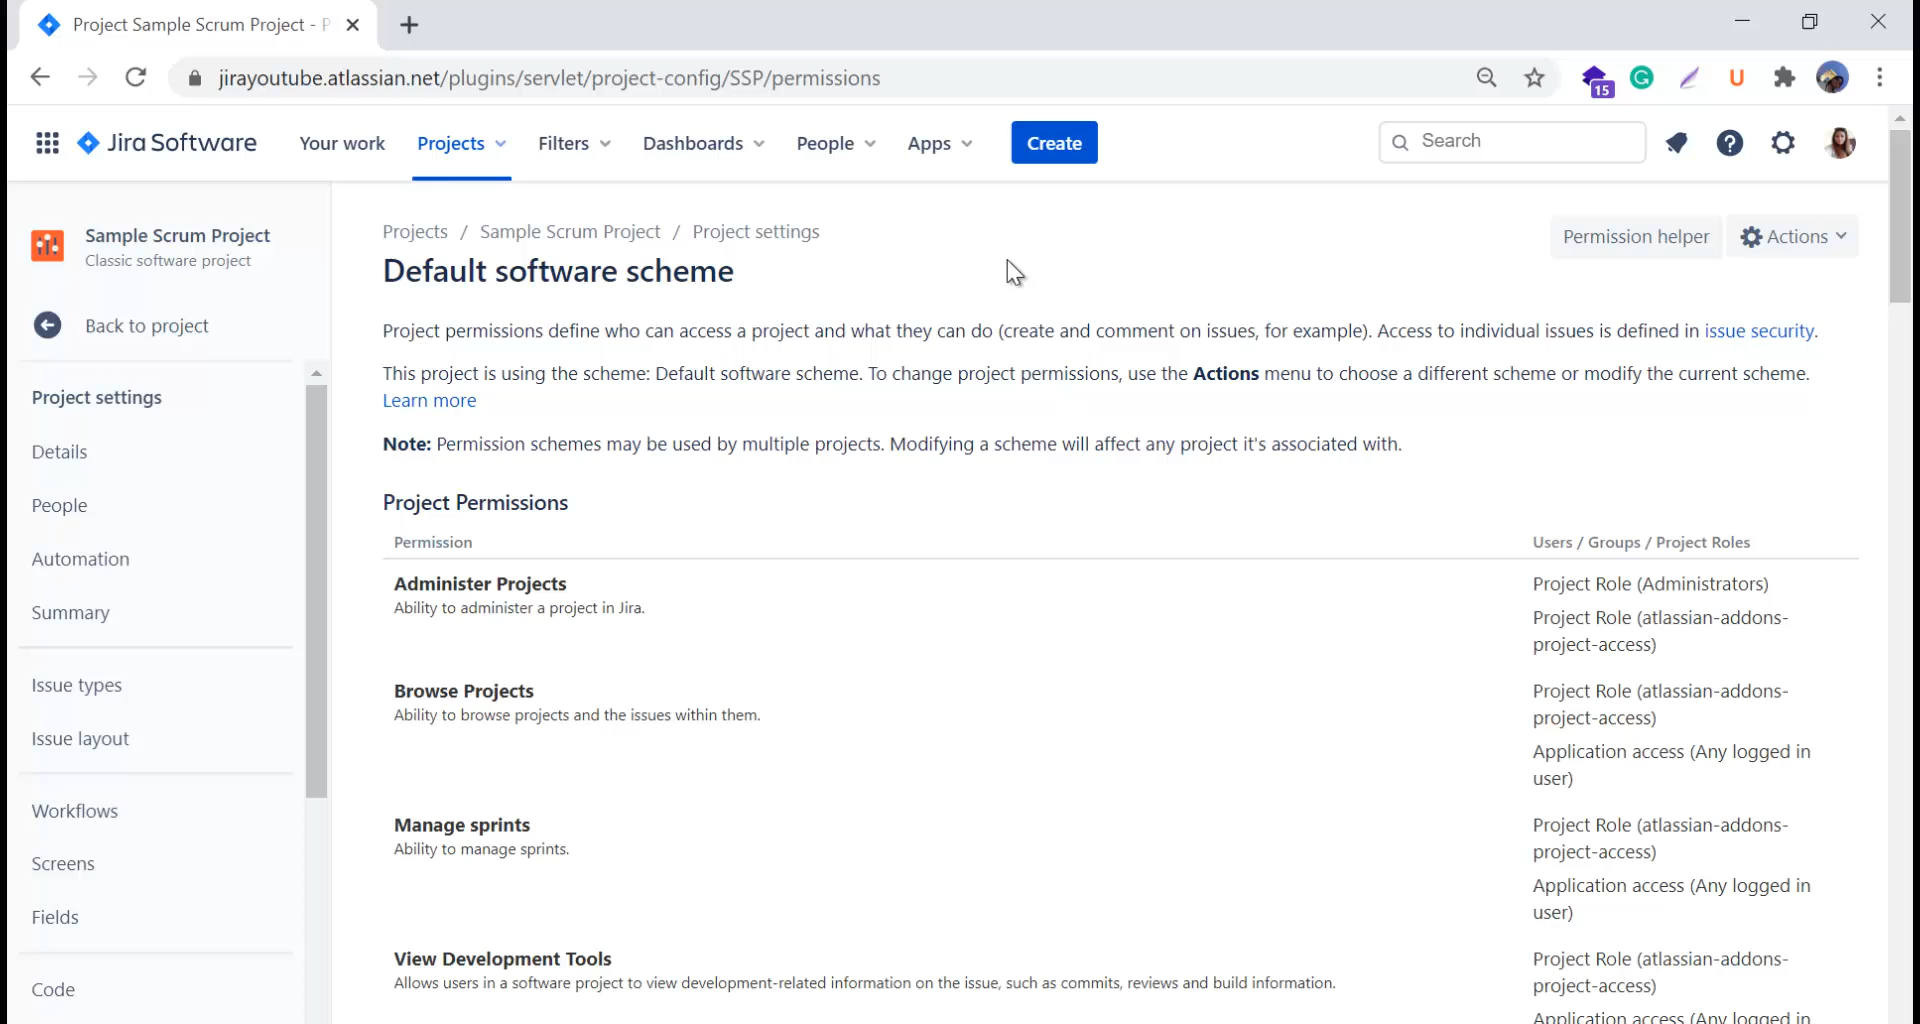 Project Sample Scrum Project - P
jirayoutube.atlassian.net/plugins/servlet/project-config/SSP/permissions
15
G
U
Jira Software
Your work
Projects
Filters
Dashboards
People
Apps
Create
Search
?
Sample Scrum Project
Classic software project
Back to project
Project settings
Details
People
Automation
Summary
Issue types
Issue layout
Workflows
Screens
Fields
Code
Projects / Sample Scrum Project / Project settings
Permission helper
Actions
Default software scheme
Project permissions define who can access a project and what they can do (create and comment on issues, for example). Access to individual issues is defined in issue security.
This project is using the scheme: Default software scheme. To change project permissions, use the Actions menu to choose a different scheme or modify the current scheme.
Learn more
Note: Permission schemes may be used by multiple projects. Modifying a scheme will affect any project it's associated with.
Project Permissions
Permission
Users / Groups / Project Roles
Administer Projects
Ability to administer a project in Jira.
Project Role (Administrators)
Project Role (atlassian-addons-
project-access)
Browse Projects
Ability to browse projects and the issues within them.
Project Role (atlassian-addons-
project-access)
Application access (Any logged in
user)
Manage sprints
Ability to manage sprints.
Project Role (atlassian-addons-
project-access)
Application access (Any logged in
user)
View Development Tools
Allows users in a software project to view development-related information on the issue, such as commits, reviews and build information.
Project Role (atlassian-addons-
project-access)
Application access (Any logged in